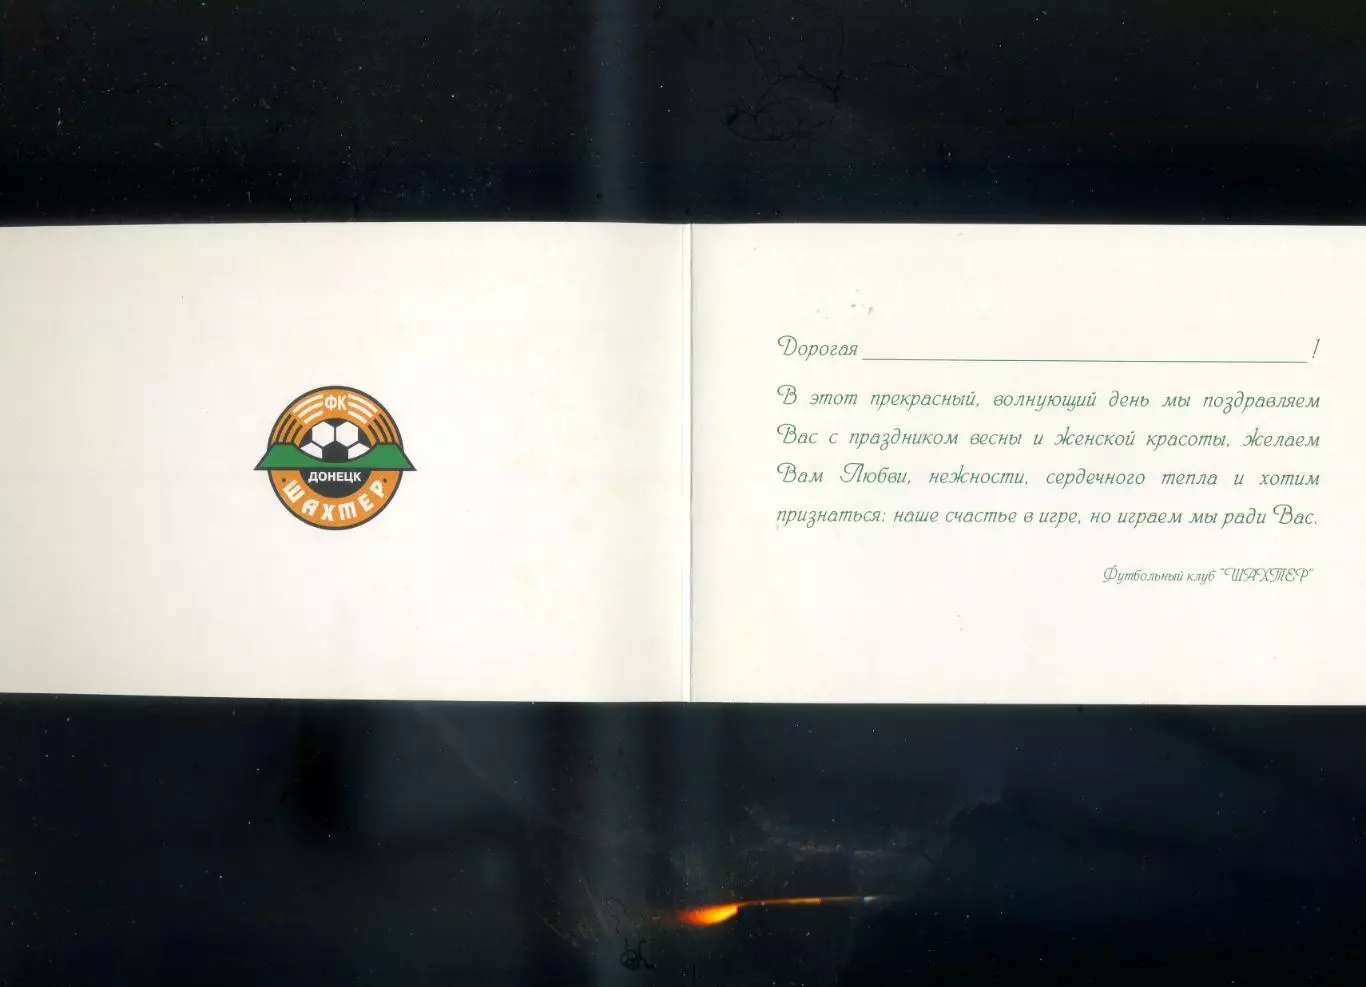 ФК
ДОНЕЦК
ШАХТЕР
Дорогая !
В этот прекрасный, волнующий день мы поздравляем
Вас с праздником весны и женской красоты, желаем
Вам Любви, нежности, сердечного тепла и хотим
признаться: наше счастье в игре, но играем мы ради Вас.
Футбольный клуб "ШАХТЕР"